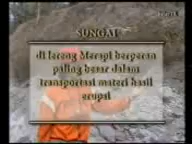 SUNGAI
di lereng Merapi berperan
paling besar dalam
transportasi materi hasil
erupsi